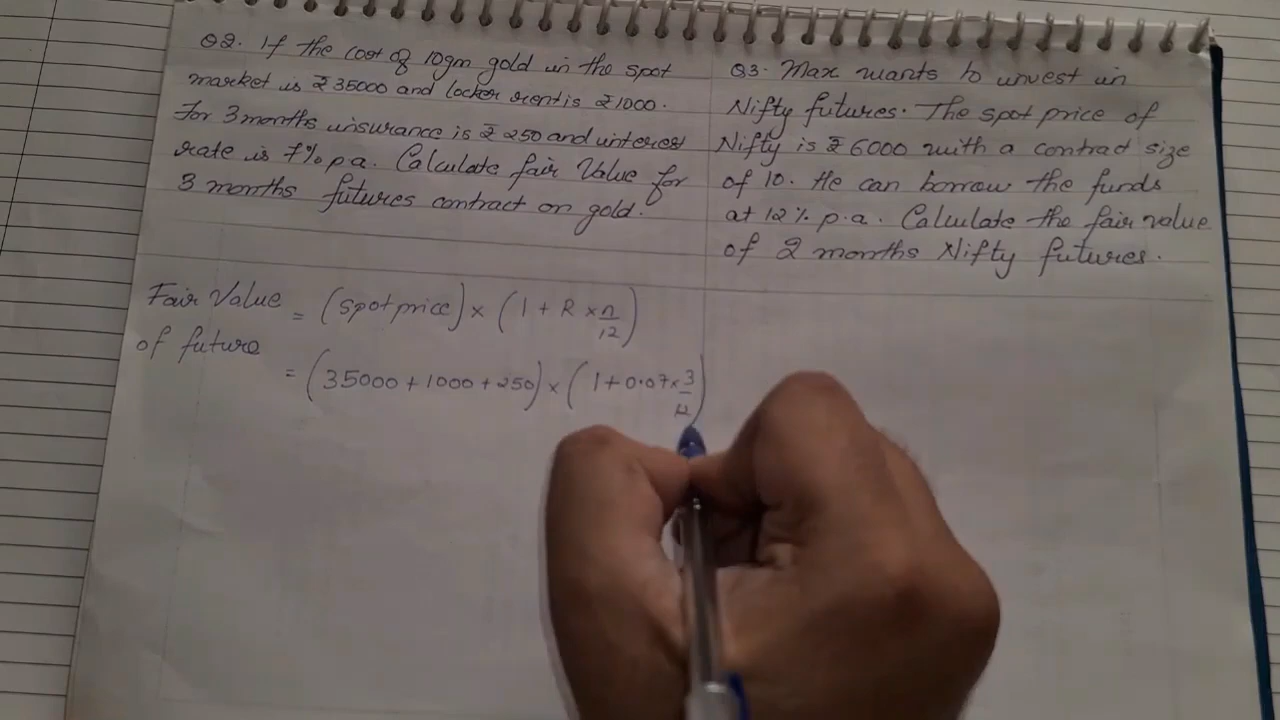 Q2. If the cost of 10gm gold in the spot
market is ₹35000 and locker rent is ₹1000.
For 3 months insurance is ₹250 and interest
rate is 7% p.a. Calculate fair Value for
3 months futures contract on gold.
Q3. Max wants to invest in
Nifty futures. The spot price of
Nifty is ₹6000 with a contract size
of 10. He can borrow the funds
at 12% p.a. Calculate the fair value
of 2 months Nifty futures.
Fair Value = (Spot price) × (1 + R × n/12)
of future
= (35000 + 1000 + 250) × (1 + 0.07 × 3/12)